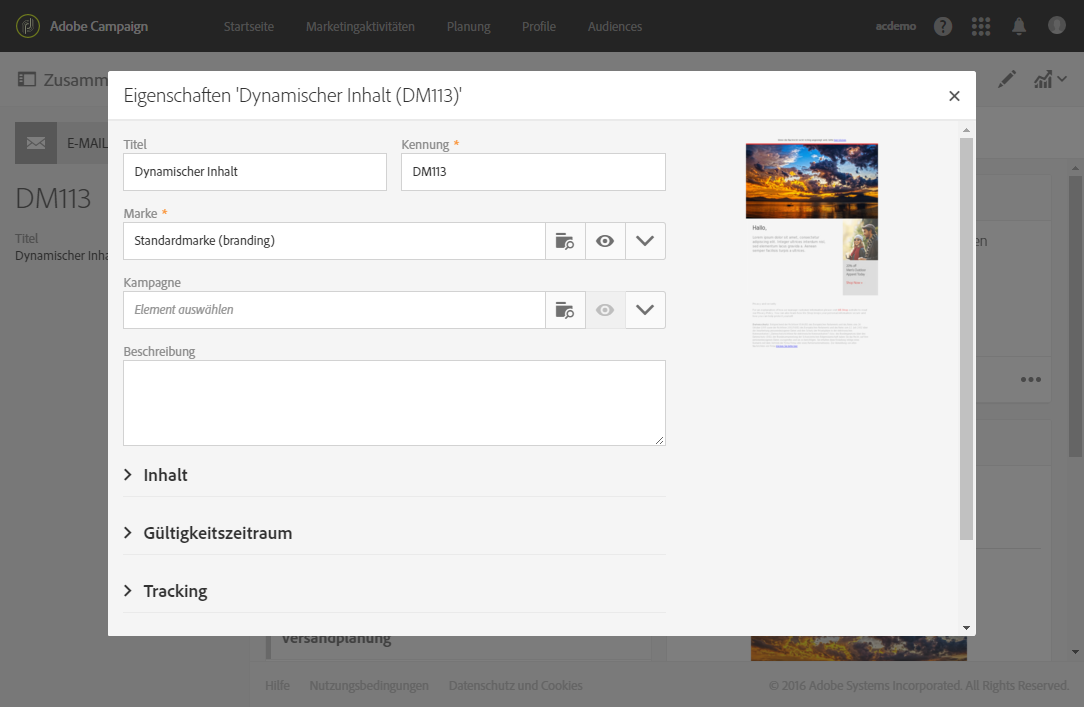 Adobe Campaign
Startseite
Marketingaktivitäten
Planung
Profile
Audiences
acdemo
?
Zusamm
Eigenschaften 'Dynamischer Inhalt (DM113)'
E-MAIL
DM113
Titel
Dynamischer Inha
Titel
Kennung *
Dynamischer Inhalt
DM113
Marke *
Standardmarke (branding)
Kampagne
Element auswählen
Beschreibung
Inhalt
Gültigkeitszeitraum
Tracking
Hallo,
en
Versandplanung
Hilfe
Nutzungsbedingungen
Datenschutz und Cookies
© 2016 Adobe Systems Incorporated. All Rights Reserved.